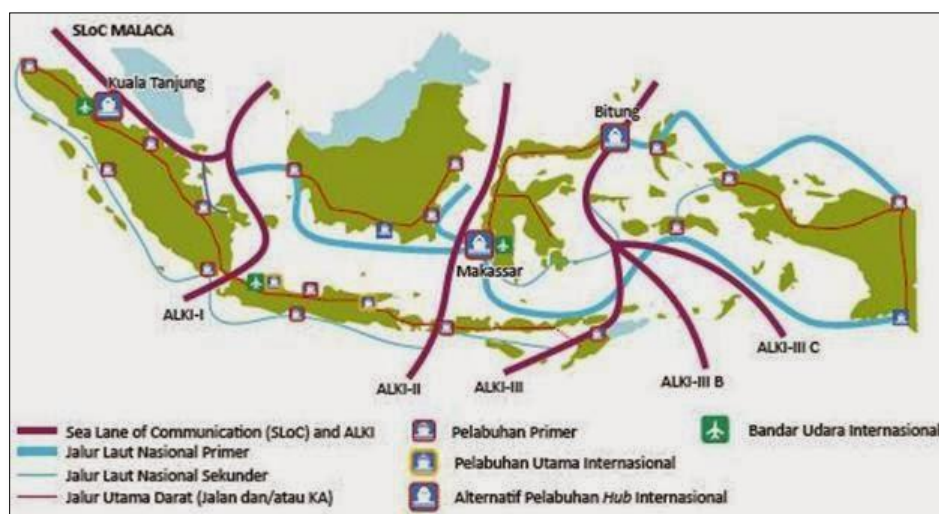 SLoC MALACA
Kuala Tanjung
Bitung
Makassar
ALKI-I
ALKI-II
ALKI-III
ALKI-III B
ALKI-III C
Sea Lane of Communication (SLoC) and ALKI
Jalur Laut Nasional Primer
Jalur Laut Nasional Sekunder
Jalur Utama Darat (Jalan dan/atau KA)
Pelabuhan Primer
Pelabuhan Utama Internasional
Alternatif Pelabuhan Hub Internasional
Bandar Udara Internasional